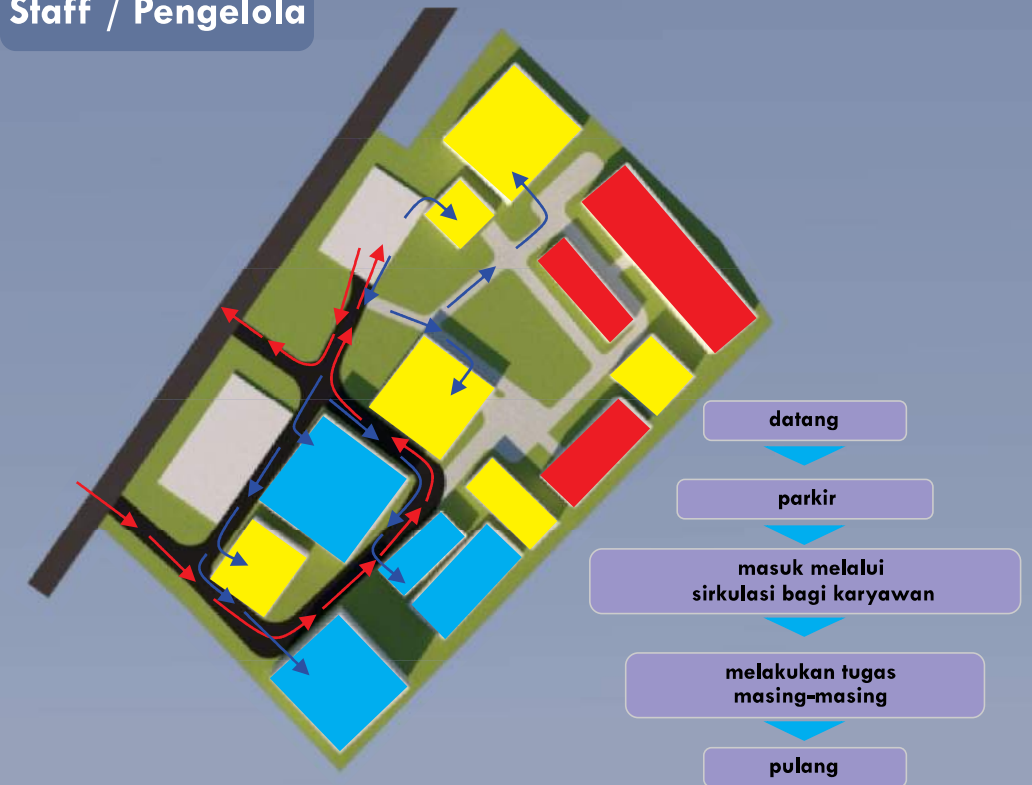 Staff / Pengelola
datang
parkir
masuk melalui
sirkulasi bagi karyawan
melakukan tugas
masing-masing
pulang